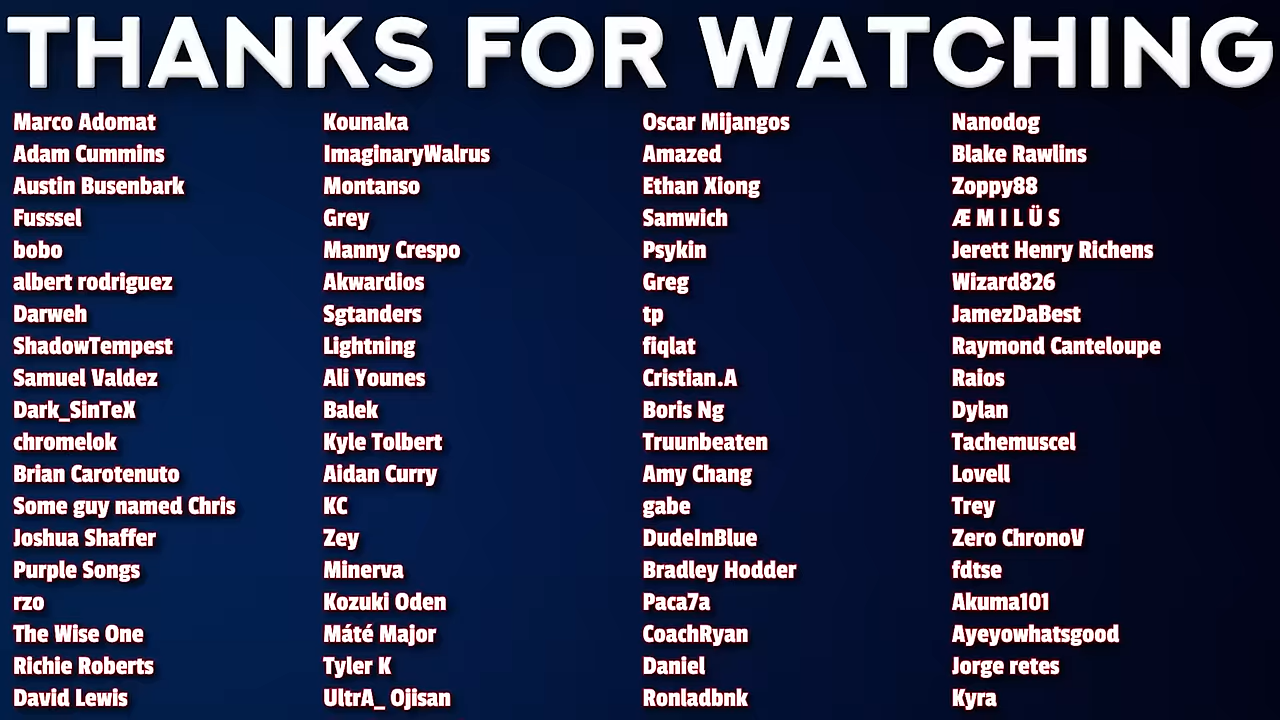 THANKS FOR WATCHING
Marco Adomat
Adam Cummins
Austin Busenbark
Fusssel
bobo
albert rodriguez
Darweh
ShadowTempest
Samuel Valdez
Dark_SinTeX
chromelok
Brian Carotenuto
Some guy named Chris
Joshua Shaffer
Purple Songs
rzo
The Wise One
Richie Roberts
David Lewis
Kounaka
ImaginaryWalrus
Montanso
Grey
Manny Crespo
Akwardios
Sgtanders
Lightning
Ali Younes
Balek
Kyle Tolbert
Aidan Curry
KC
Zey
Minerva
Kozuki Oden
Máté Major
Tyler K
UltrA_ Ojisan
Oscar Mijangos
Amazed
Ethan Xiong
Samwich
Psykin
Greg
tp
fiqlat
Cristian.A
Boris Ng
Truunbeaten
Amy Chang
gabe
DudeInBlue
Bradley Hodder
Paca7a
CoachRyan
Daniel
Ronladbnk
Nanodog
Blake Rawlins
Zoppy88
Æ M I L Ü S
Jerett Henry Richens
Wizard826
JamezDaBest
Raymond Canteloupe
Raios
Dylan
Tachemuscel
Lovell
Trey
Zero ChronoV
fdtse
Akuma101
Ayeyowhatsgood
Jorge retes
Kyra